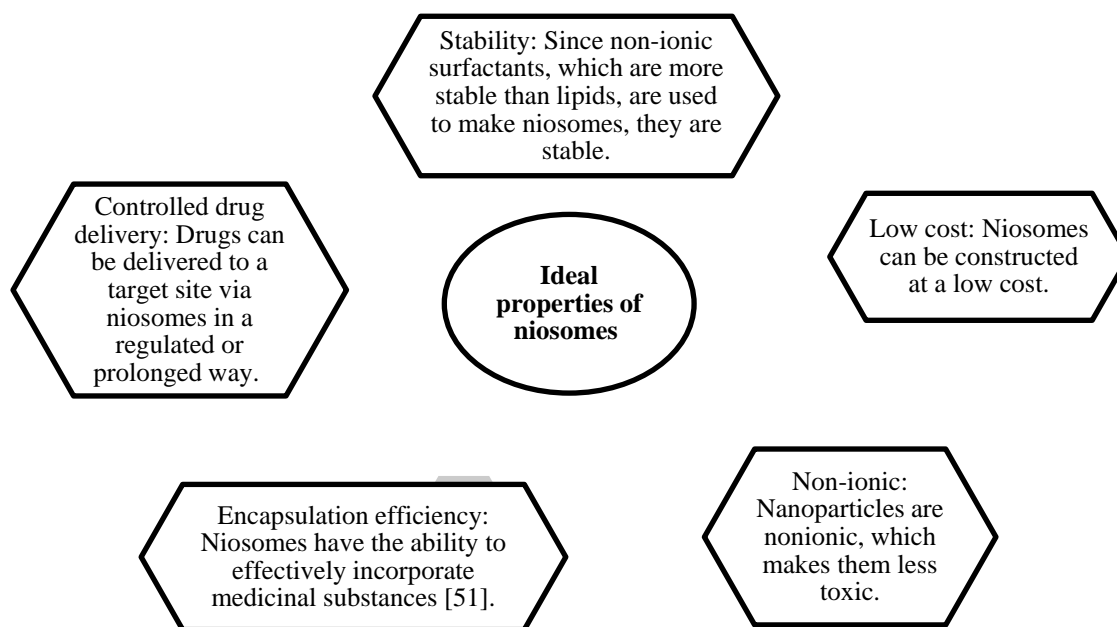 Stability: Since non-ionic
surfactants, which are more
stable than lipids, are used
to make niosomes, they are
stable.
Controlled drug
delivery: Drugs can
be delivered to a
target site via
niosomes in a
regulated or
prolonged way.
Ideal
properties of
niosomes
Low cost: Niosomes
can be constructed
at a low cost.
Encapsulation efficiency:
Niosomes have the ability to
effectively incorporate
medicinal substances [51].
Non-ionic:
Nanoparticles are
nonionic, which
makes them less
toxic.